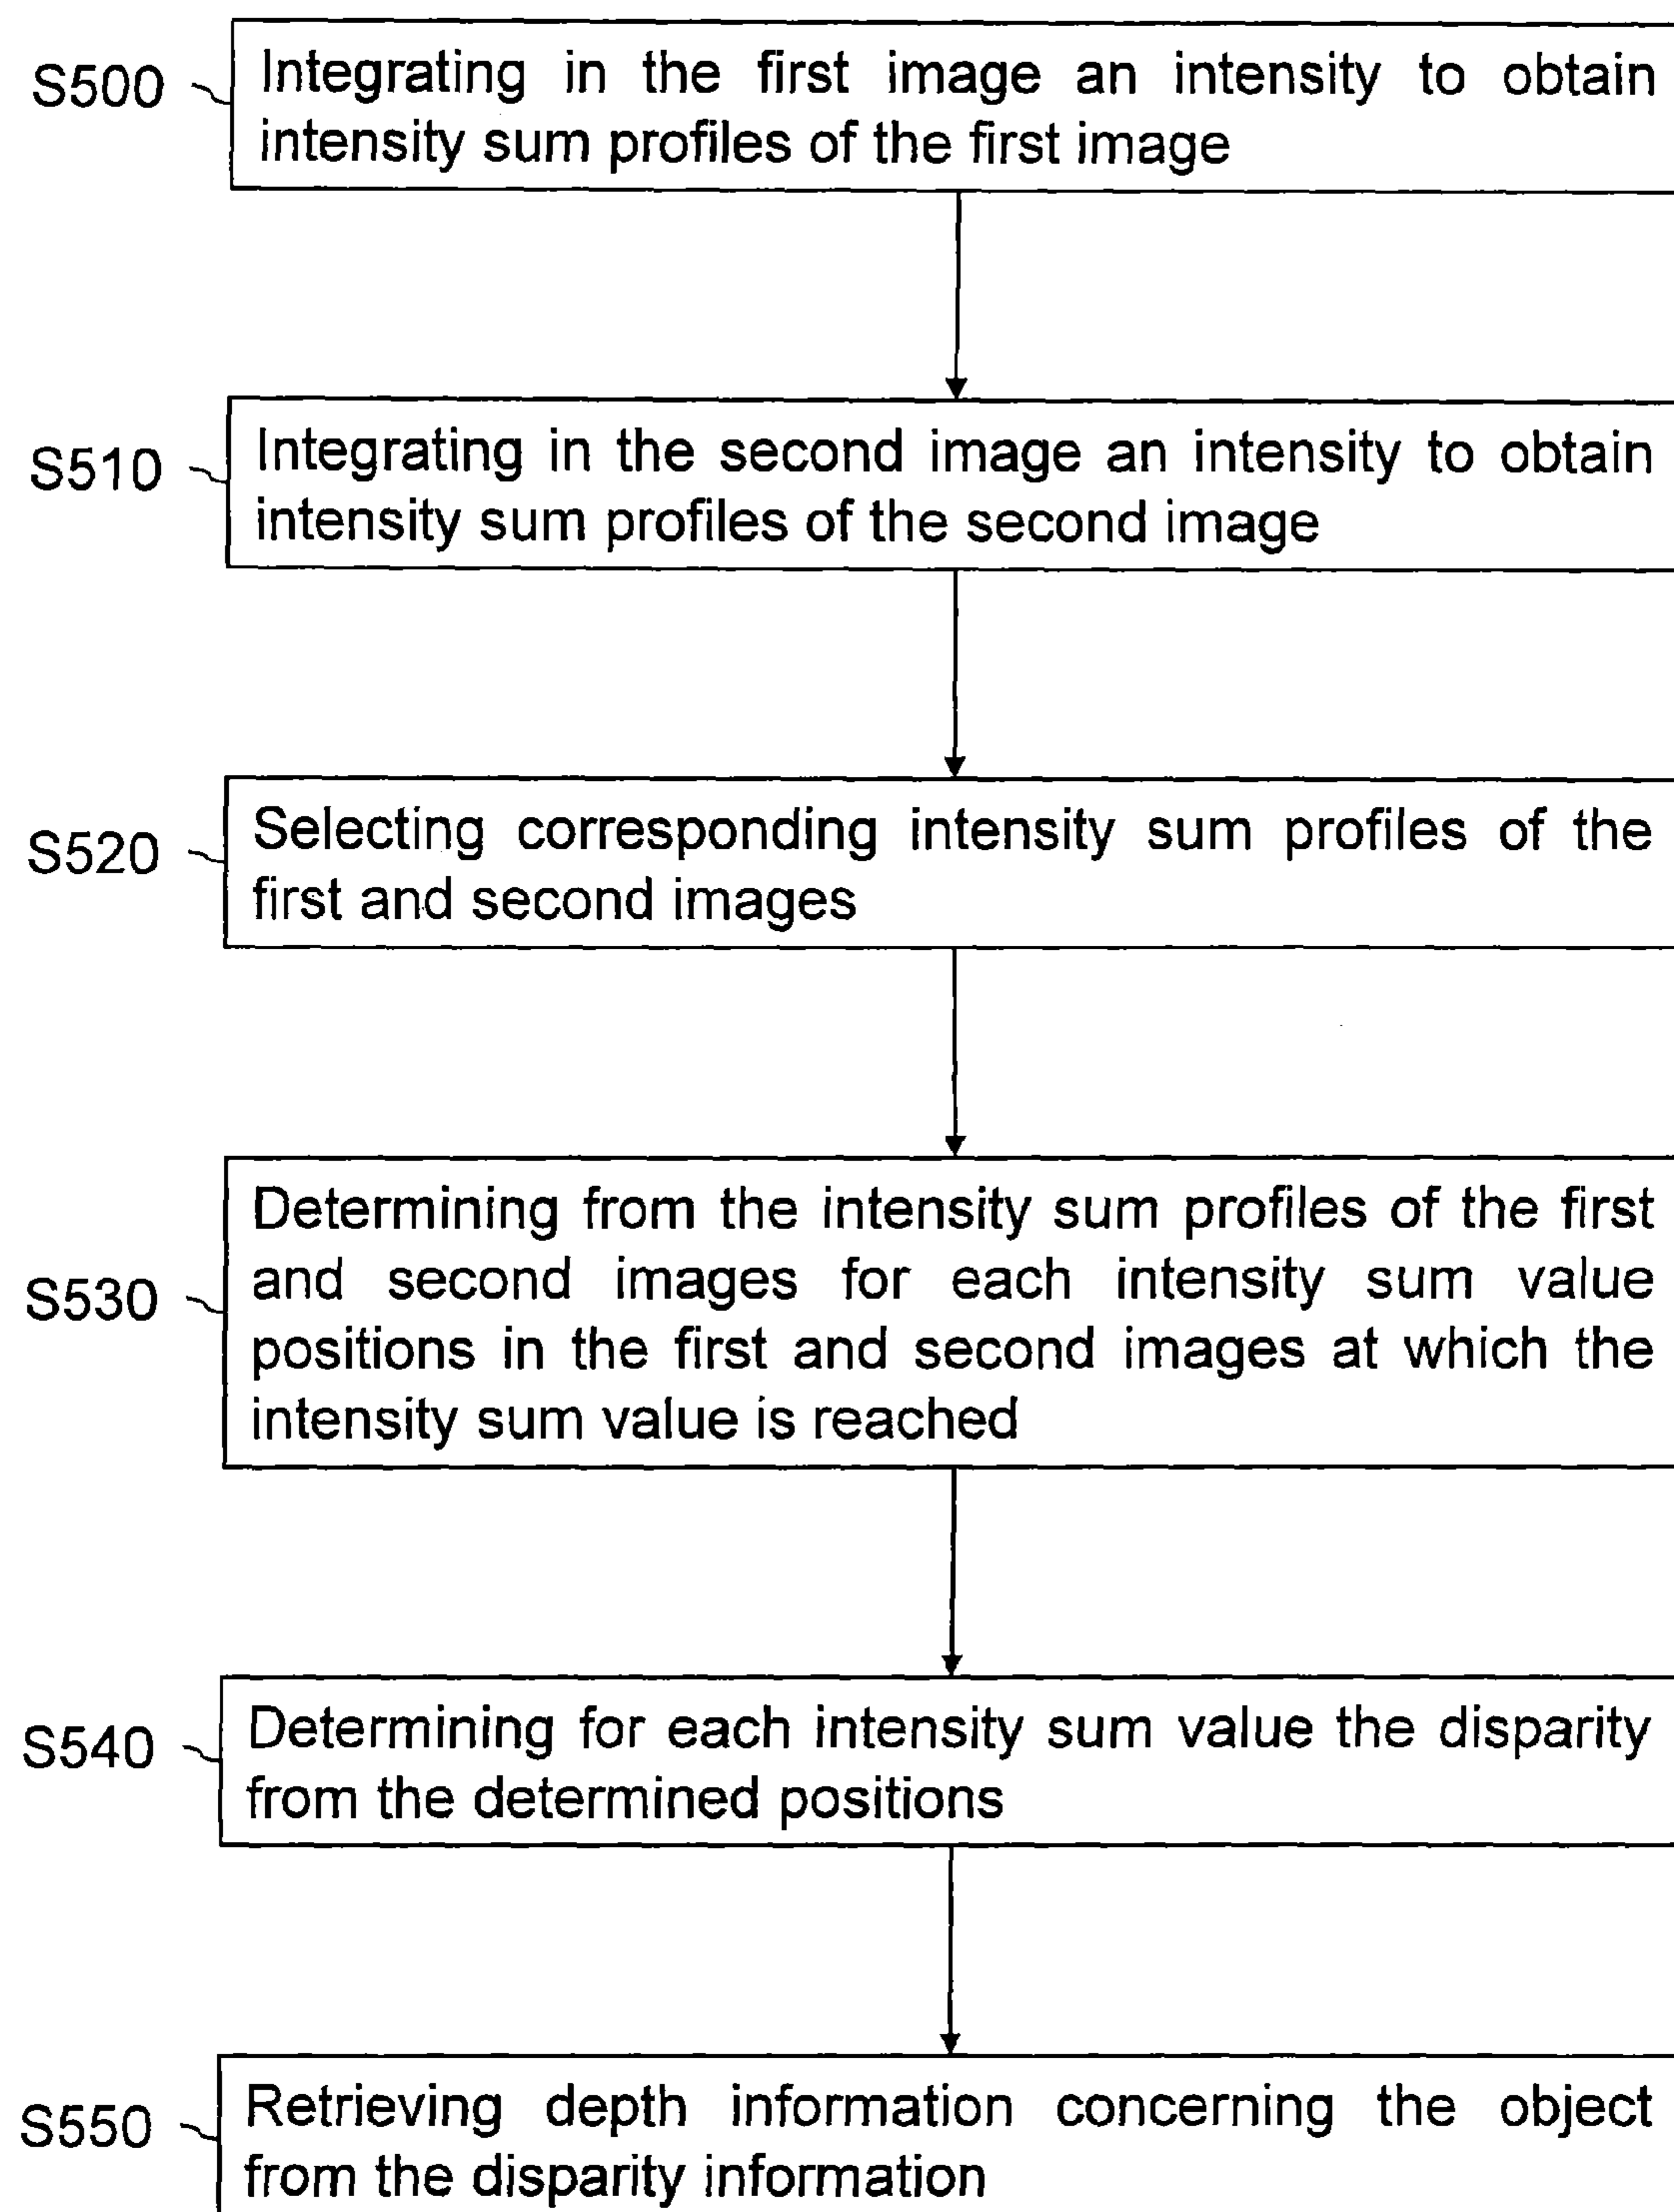 S500
Integrating in the first image an intensity to obtain
intensity sum profiles of the first image
S510
Integrating in the second image an intensity to obtain
intensity sum profiles of the second image
S520
Selecting corresponding intensity sum profiles of the
first and second images
S530
Determining from the intensity sum profiles of the first
and second images for each intensity sum value
positions in the first and second images at which the
intensity sum value is reached
S540
Determining for each intensity sum value the disparity
from the determined positions
S550
Retrieving depth information concerning the object
from the disparity information